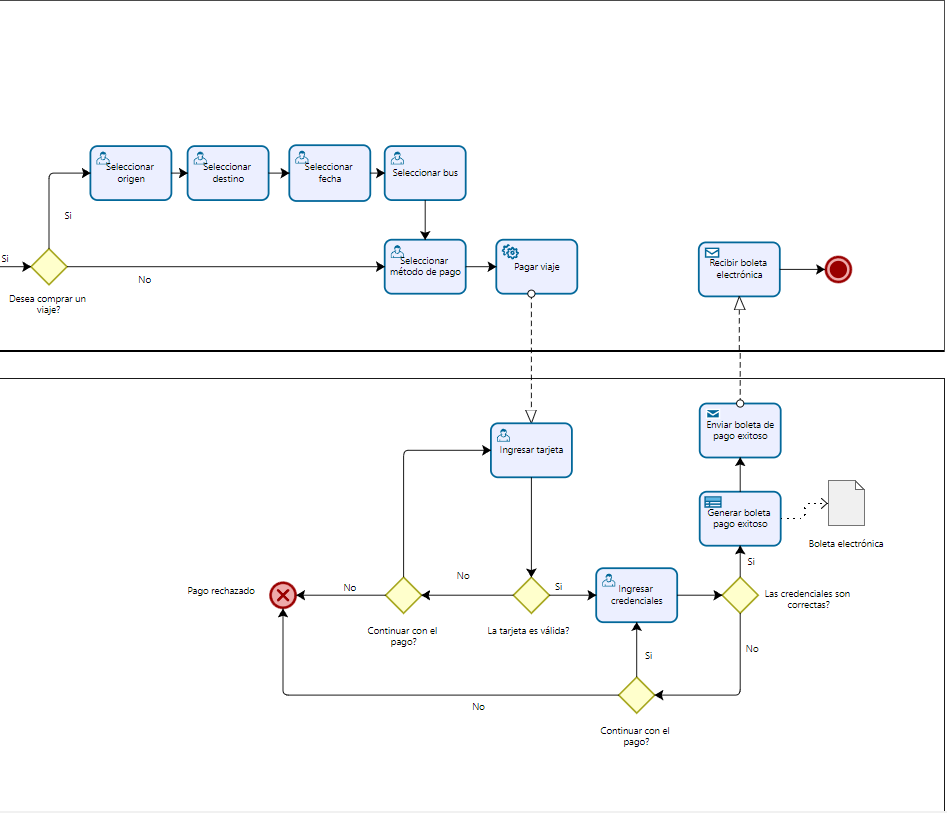 Seleccionar
origen
Seleccionar
destino
Seleccionar
fecha
Seleccionar bus
Si
Si
No
Desea comprar un
viaje?
Seleccionar
método de pago
Pagar viaje
Recibir boleta
electrónica
Enviar boleta de
pago exitoso
Ingresar tarjeta
Generar boleta
pago exitoso
Boleta electrónica
Si
Pago rechazado
No
No
Si
Ingresar
credenciales
Las credenciales son
correctas?
Continuar con el
pago?
La tarjeta es válida?
No
Si
No
Continuar con el
pago?